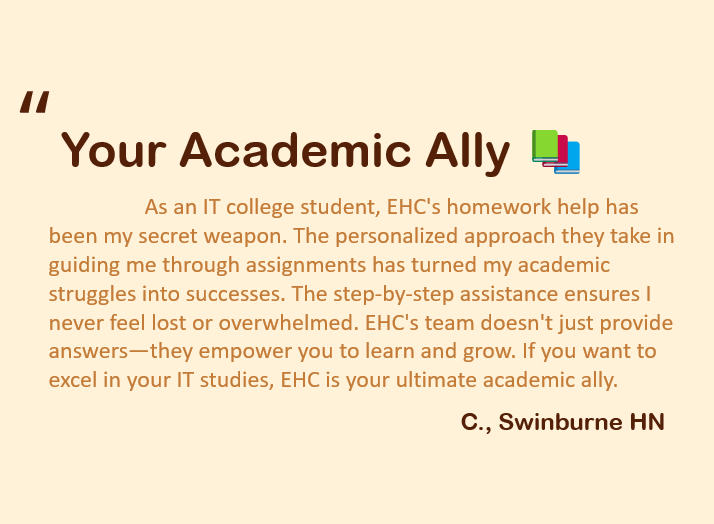 “
Your Academic Ally 📚
As an IT college student, EHC's homework help has
been my secret weapon. The personalized approach they take in
guiding me through assignments has turned my academic
struggles into successes. The step-by-step assistance ensures I
never feel lost or overwhelmed. EHC's team doesn't just provide
answers—they empower you to learn and grow. If you want to
excel in your IT studies, EHC is your ultimate academic ally.
C., Swinburne HN